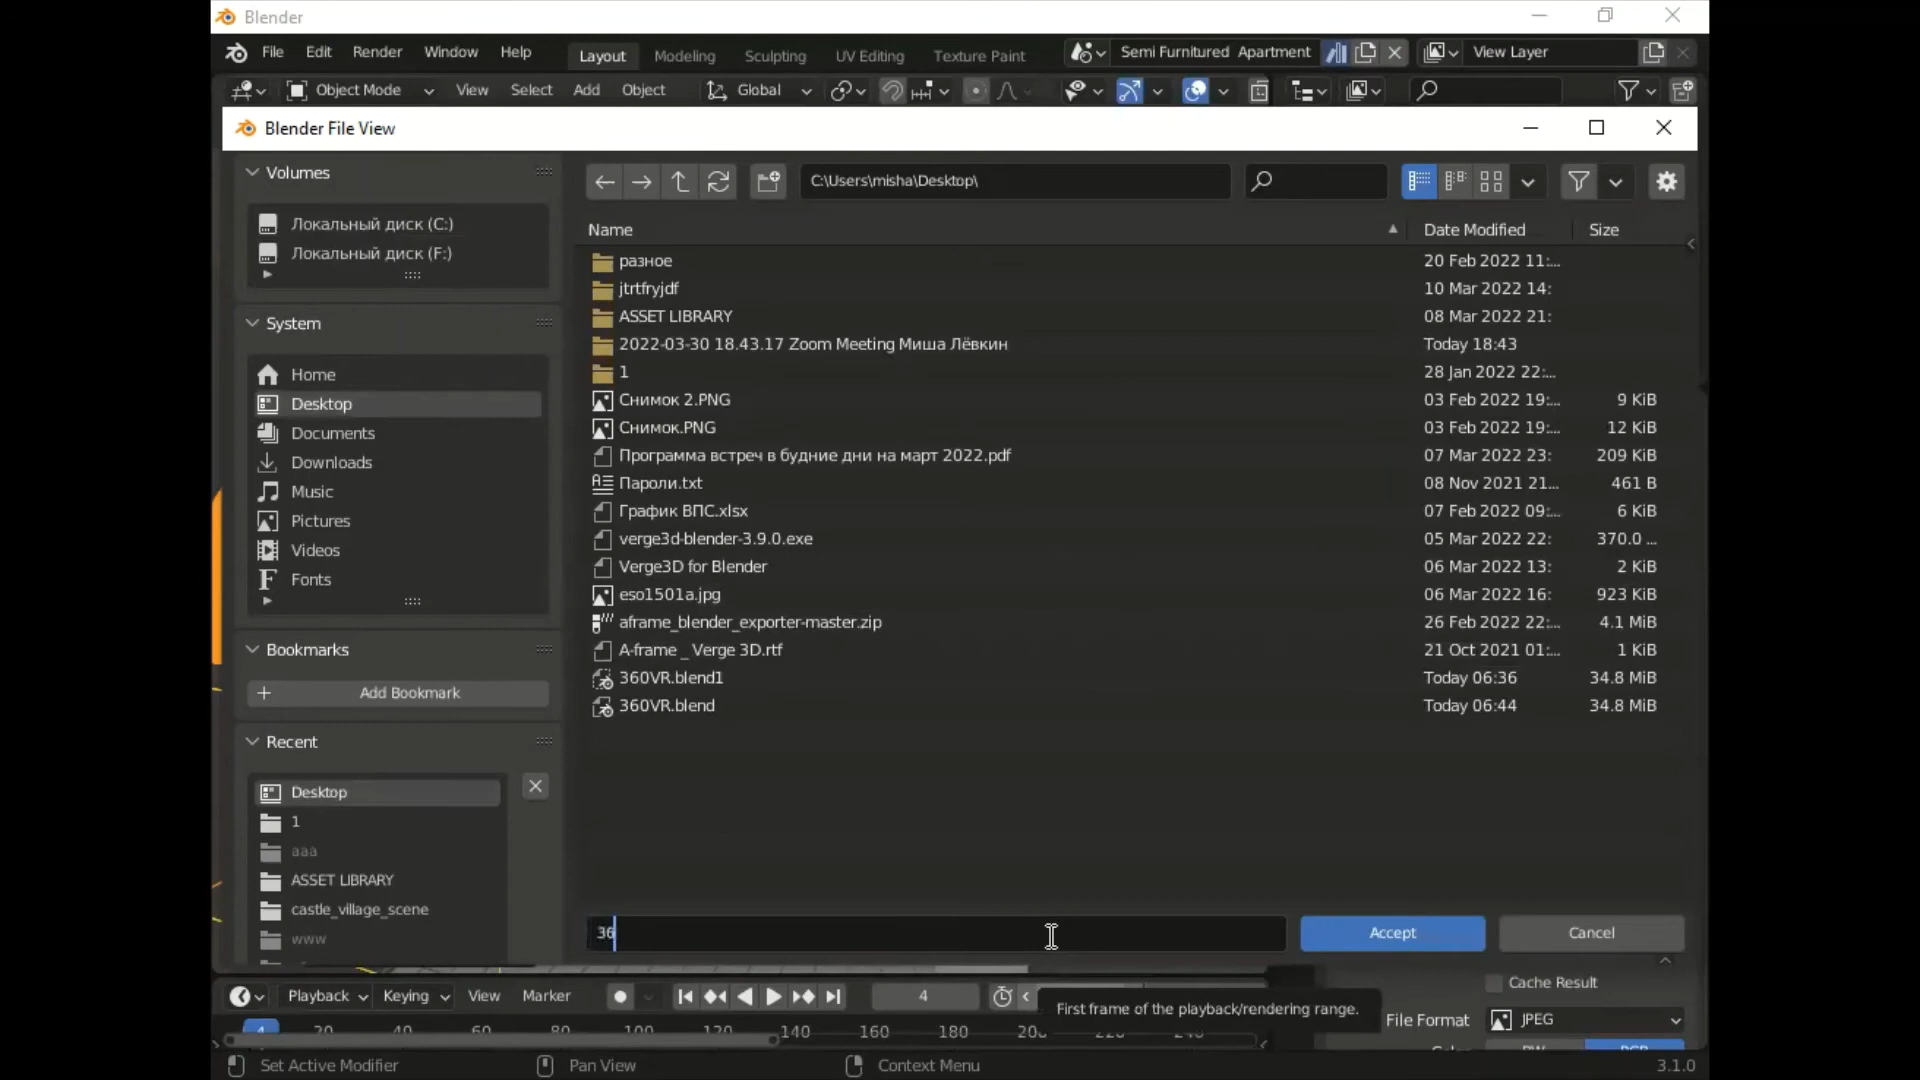 Blender
File Edit Render Window Help Layout Modeling Sculpting UV Editing Texture Paint Semi Furnitured Apartment View Layer
Object Mode View Select Add Object Global
Blender File View
Volumes
Локальный диск (C:)
Локальный диск (F:)
System
Home
Desktop
Documents
Downloads
Music
Pictures
Videos
Fonts
Bookmarks
Add Bookmark
Recent
Desktop
1
aaa
ASSET LIBRARY
castle_village_scene
www
C:\Users\misha\Desktop\
Name Date Modified Size
разное 20 Feb 2022 11:...
jtrtfryjdf 10 Mar 2022 14:
ASSET LIBRARY 08 Mar 2022 21:
2022-03-30 18.43.17 Zoom Meeting Миша Лёвкин Today 18:43
1 28 Jan 2022 22:...
Снимок 2.PNG 03 Feb 2022 19:... 9 KiB
Снимок.PNG 03 Feb 2022 19:... 12 KiB
Программа встреч в будние дни на март 2022.pdf 07 Mar 2022 23: 209 KiB
Пароли.txt 08 Nov 2021 21... 461 B
График ВПС.xlsx 07 Feb 2022 09:... 6 KiB
verge3d-blender-3.9.0.exe 05 Mar 2022 22: 370.0 ...
Verge3D for Blender 06 Mar 2022 13: 2 KiB
eso1501a.jpg 06 Mar 2022 16: 923 KiB
aframe_blender_exporter-master.zip 26 Feb 2022 22:... 4.1 MiB
A-frame _ Verge 3D.rtf 21 Oct 2021 01:... 1 KiB
360VR.blend1 Today 06:36 34.8 MiB
360VR.blend Today 06:44 34.8 MiB
36 Accept Cancel
Cache Result
Playback Keying View Marker 4
First frame of the playback/rendering range.
File Format JPEG
4 20 40 60 80 100 120 140 160 180
Set Active Modifier Pan View Context Menu 3.1.0